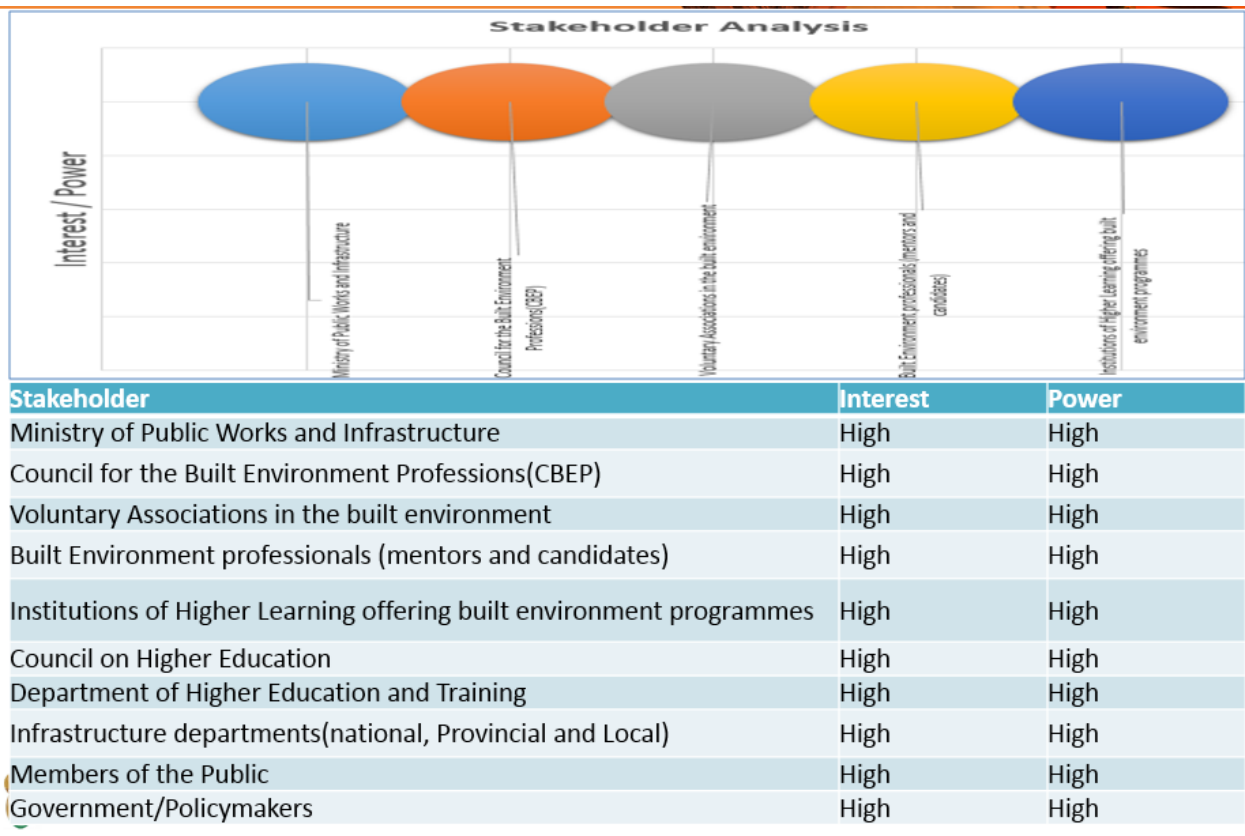 Stakeholder Analysis
Interest / Power
Ministry of Public Works and Infrastructure
Council for the Built Environment
Professions(CBEP)
Voluntary Associations in the built environment
Built Environment professionals (mentors and
candidates)
Institutions of Higher Learning offering built
environment programmes
Stakeholder Interest Power
Ministry of Public Works and Infrastructure High High
Council for the Built Environment Professions(CBEP) High High
Voluntary Associations in the built environment High High
Built Environment professionals (mentors and candidates) High High
Institutions of Higher Learning offering built environment programmes High High
Council on Higher Education High High
Department of Higher Education and Training High High
Infrastructure departments(national, Provincial and Local) High High
Members of the Public High High
Government/Policymakers High High